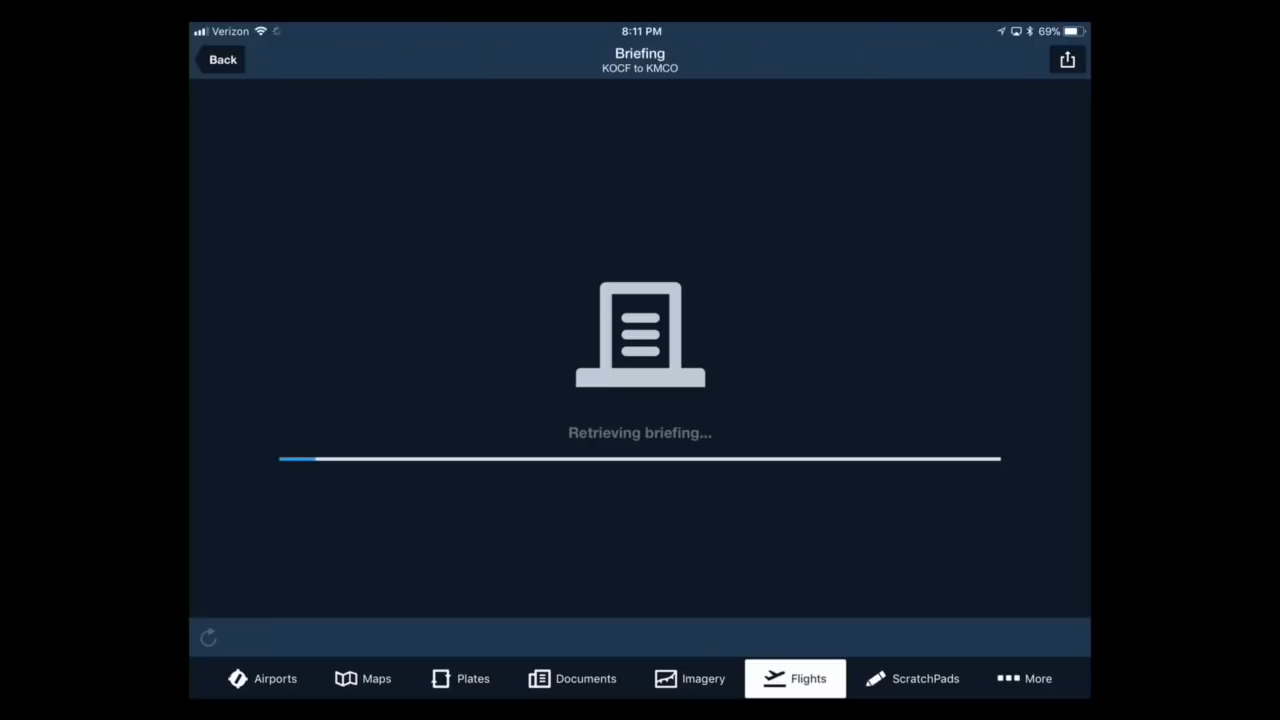 Verizon
8:11 PM
69%
Back
Briefing
KOCF to KMCO
Retrieving briefing...
Airports
Maps
Plates
Documents
Imagery
Flights
ScratchPads
More